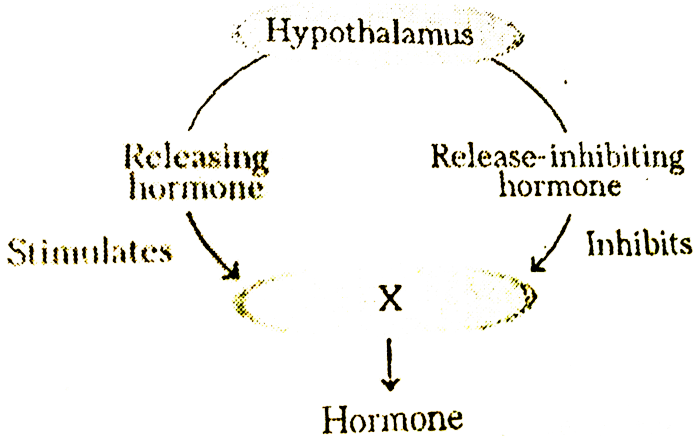 Hypothalamus
Releasing
hormone
Release-inhibiting
hormone
Stimulates
Inhibits
X
Hormone